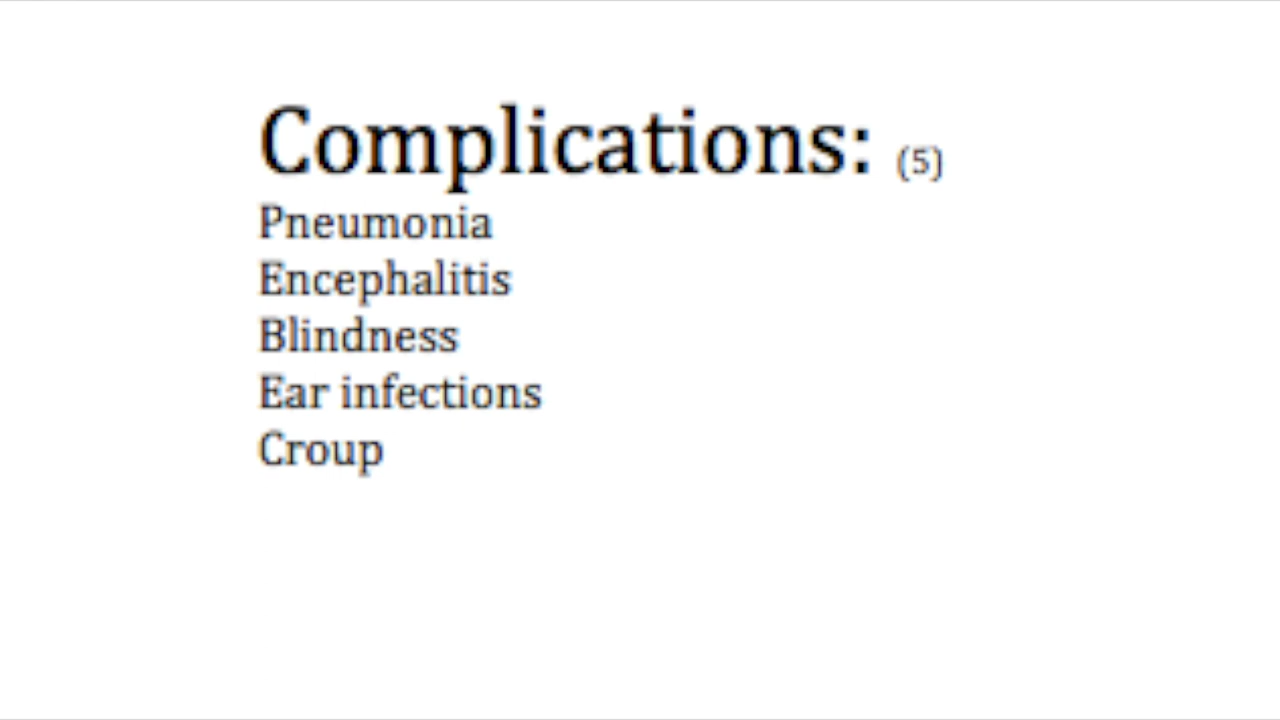 Complications: (5)
Pneumonia
Encephalitis
Blindness
Ear infections
Croup